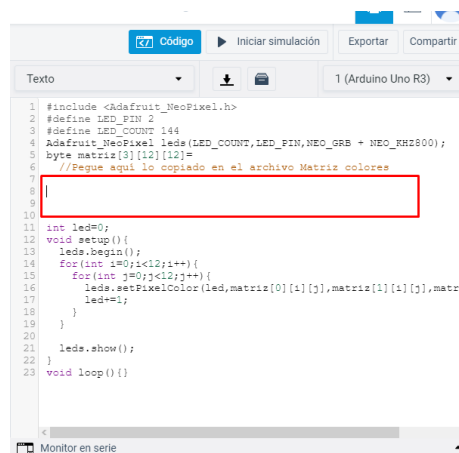 Código Iniciar simulación Exportar Compartir
Texto 1 (Arduino Uno R3)
1 #include <Adafruit_NeoPixel.h>
2 #define LED_PIN 2
3 #define LED_COUNT 144
4 Adafruit_NeoPixel leds(LED_COUNT,LED_PIN,NEO_GRB + NEO_KHZ800);
5 byte matriz[3][12][12]=
6 //Pegue aquí lo copiado en el archivo Matriz colores
7
8
9
10
11 int led=0;
12 void setup(){
13 leds.begin();
14 for(int i=0;i<12;i++){
15 for(int j=0;j<12;j++){
16 leds.setPixelColor(led,matriz[0][i][j],matriz[1][i][j],matr
17 led+=1;
18 }
19 }
20
21 leds.show();
22 }
23 void loop(){}
Monitor en serie